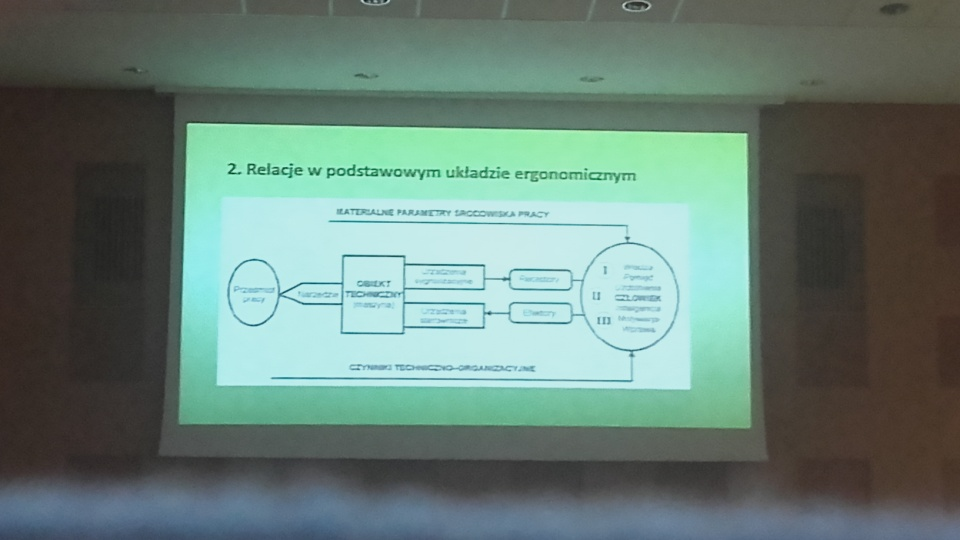 2. Relacje w podstawowym układzie ergonomicznym
MATERIALNE PARAMETRY ŚRODOWISKA PRACY
Przedmiot
pracy
Narzędzie
OBIEKT
TECHNICZNY
(maszyna)
Urządzenia
sygnalizacyjne
Urządzenia
sterownicze
Receptory
Efektory
I
II
III
Wiedza
Pamięć
Uzdolnienia
CZŁOWIEK
Inteligencja
Motywacja
Wprawa
CZYNNIKI TECHNICZNO-ORGANIZACYJNE